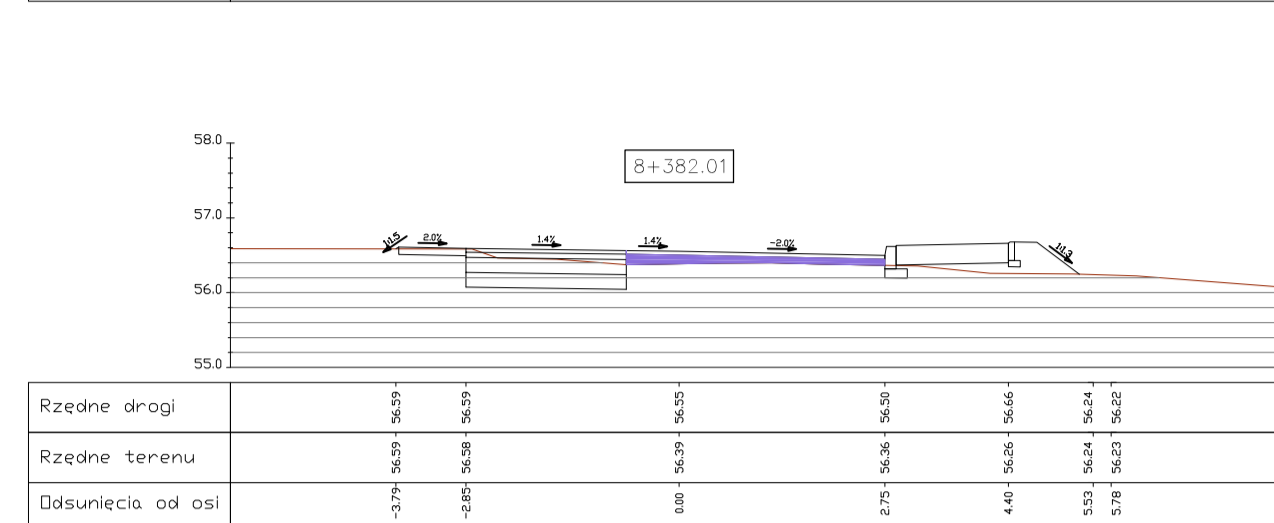 58.0
8+382.01
57.0
1:1.5 2.0% 1.4% 1.4% -2.0% 1:1.3
56.0
55.0
Rzędne drogi 56.59 56.59 56.55 56.50 56.66 56.24 56.22
Rzędne terenu 56.59 56.58 56.39 56.36 56.26 56.24 56.23
Odsunięcia od osi -3.79 -2.85 0.00 2.75 4.40 5.53 5.78